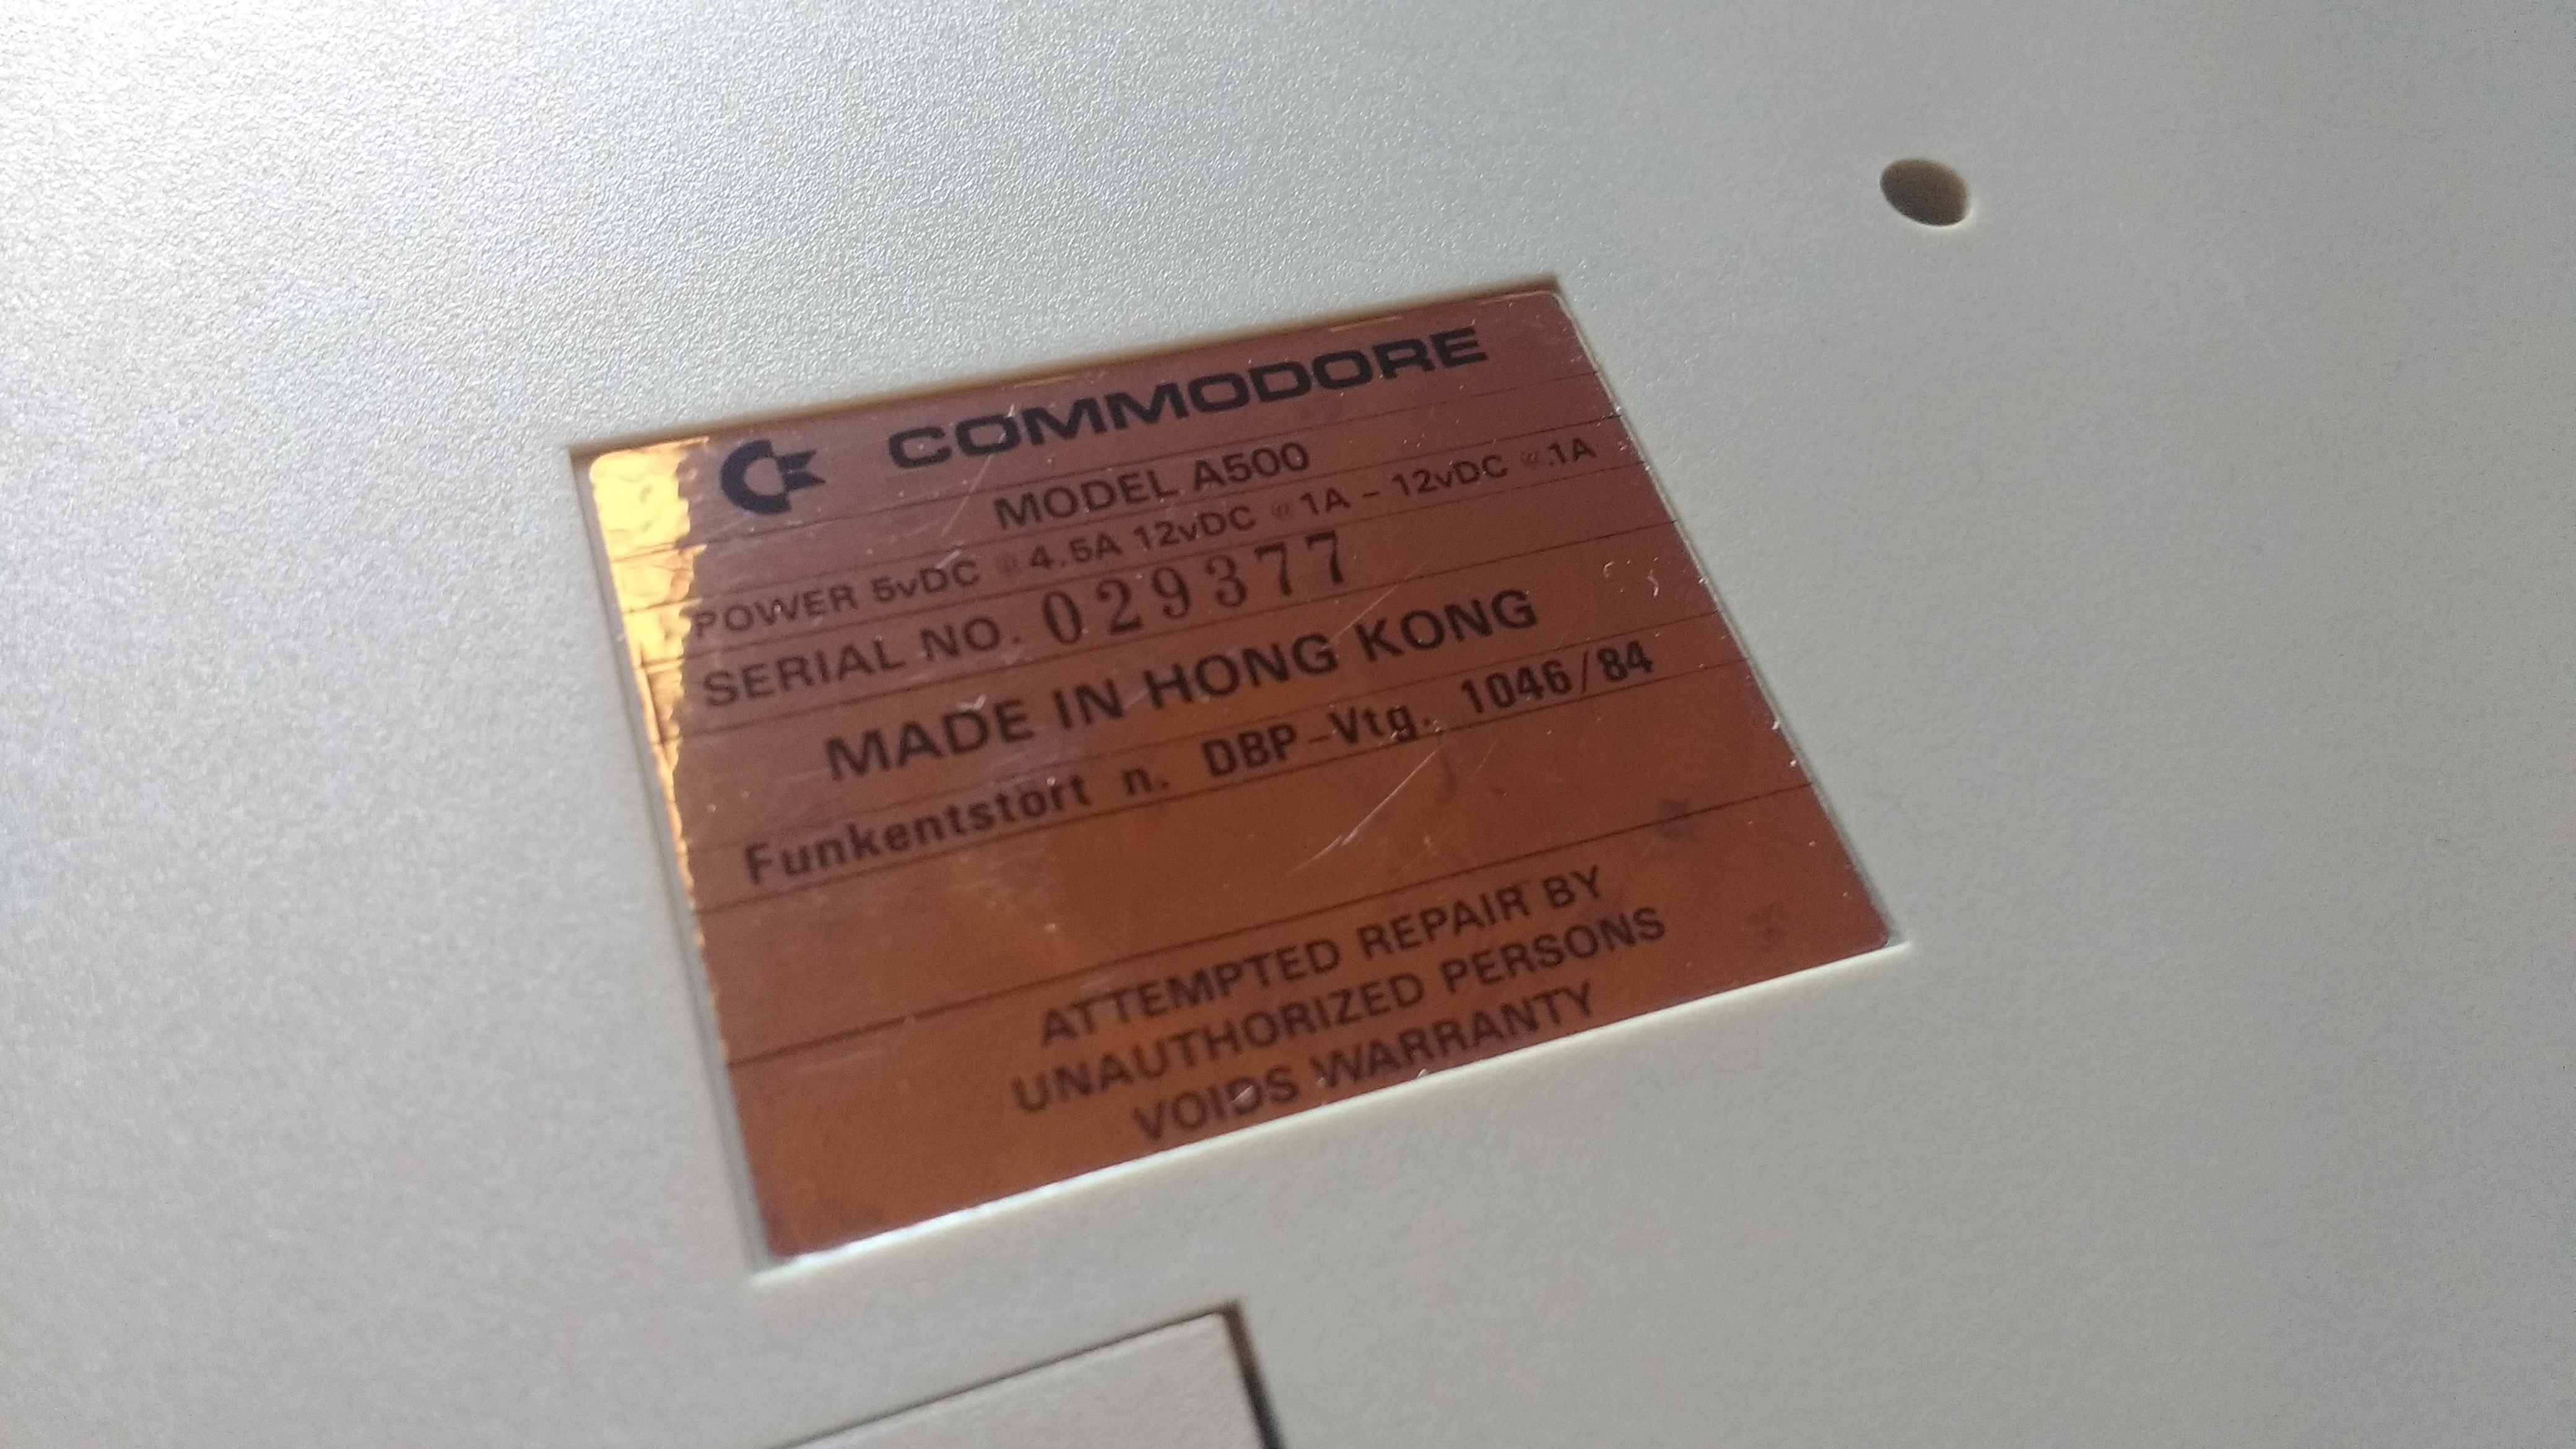 COMMODORE
MODEL A500
POWER 5vDC @ 4.5A 12vDC @ 1A - 12vDC @ .1A
SERIAL NO. 029377
MADE IN HONG KONG
Funkentstört n. DBP-Vtg. 1046/84
ATTEMPTED REPAIR BY
UNAUTHORIZED PERSONS
VOIDS WARRANTY